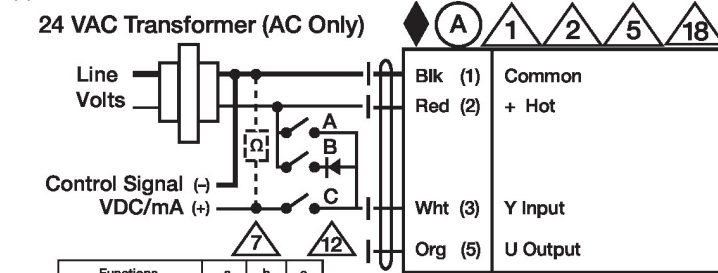 24 VAC Transformer (AC Only)
A 1 2 5 18
Line
Volts
Blk (1) Common
Red (2) + Hot
A
B
Ω
Control Signal (–)
VDC/mA (+)
C
Wht (3) Y Input
7 12
Org (5) U Output
Functions a b c